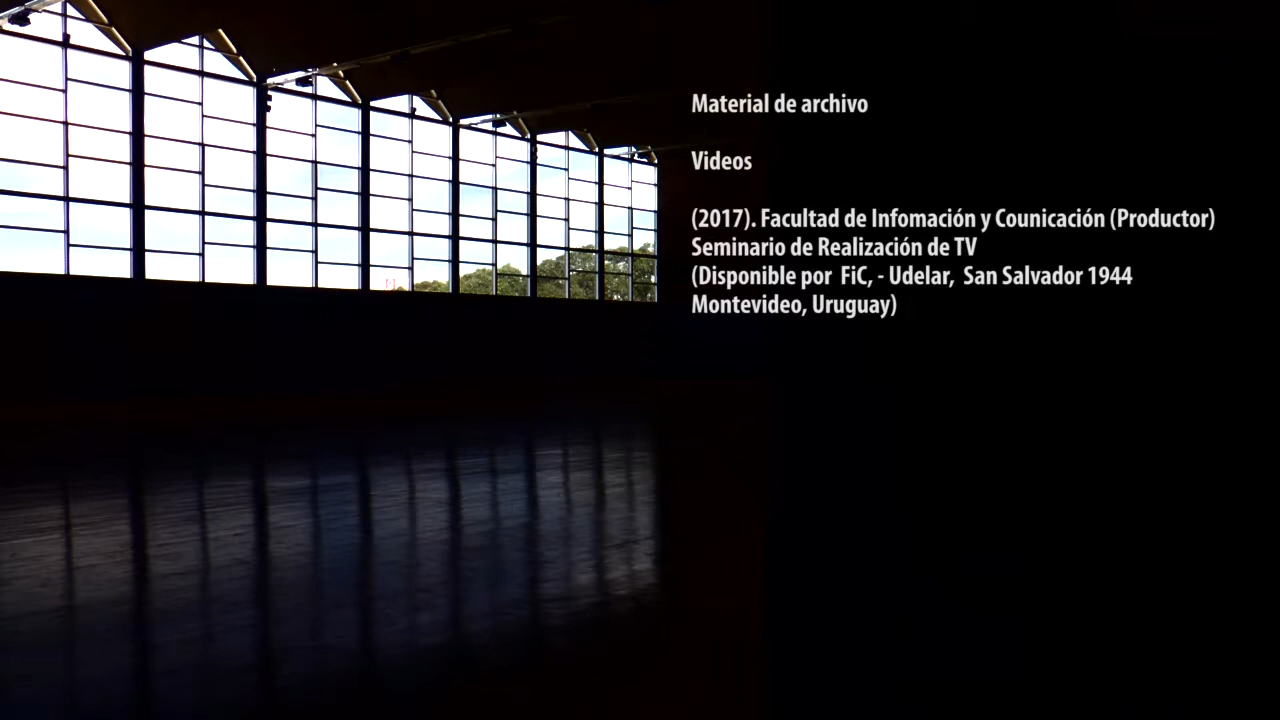 Material de archivo
Videos
(2017). Facultad de Infomación y Counicación (Productor)
Seminario de Realización de TV
(Disponible por FiC, - Udelar, San Salvador 1944
Montevideo, Uruguay)